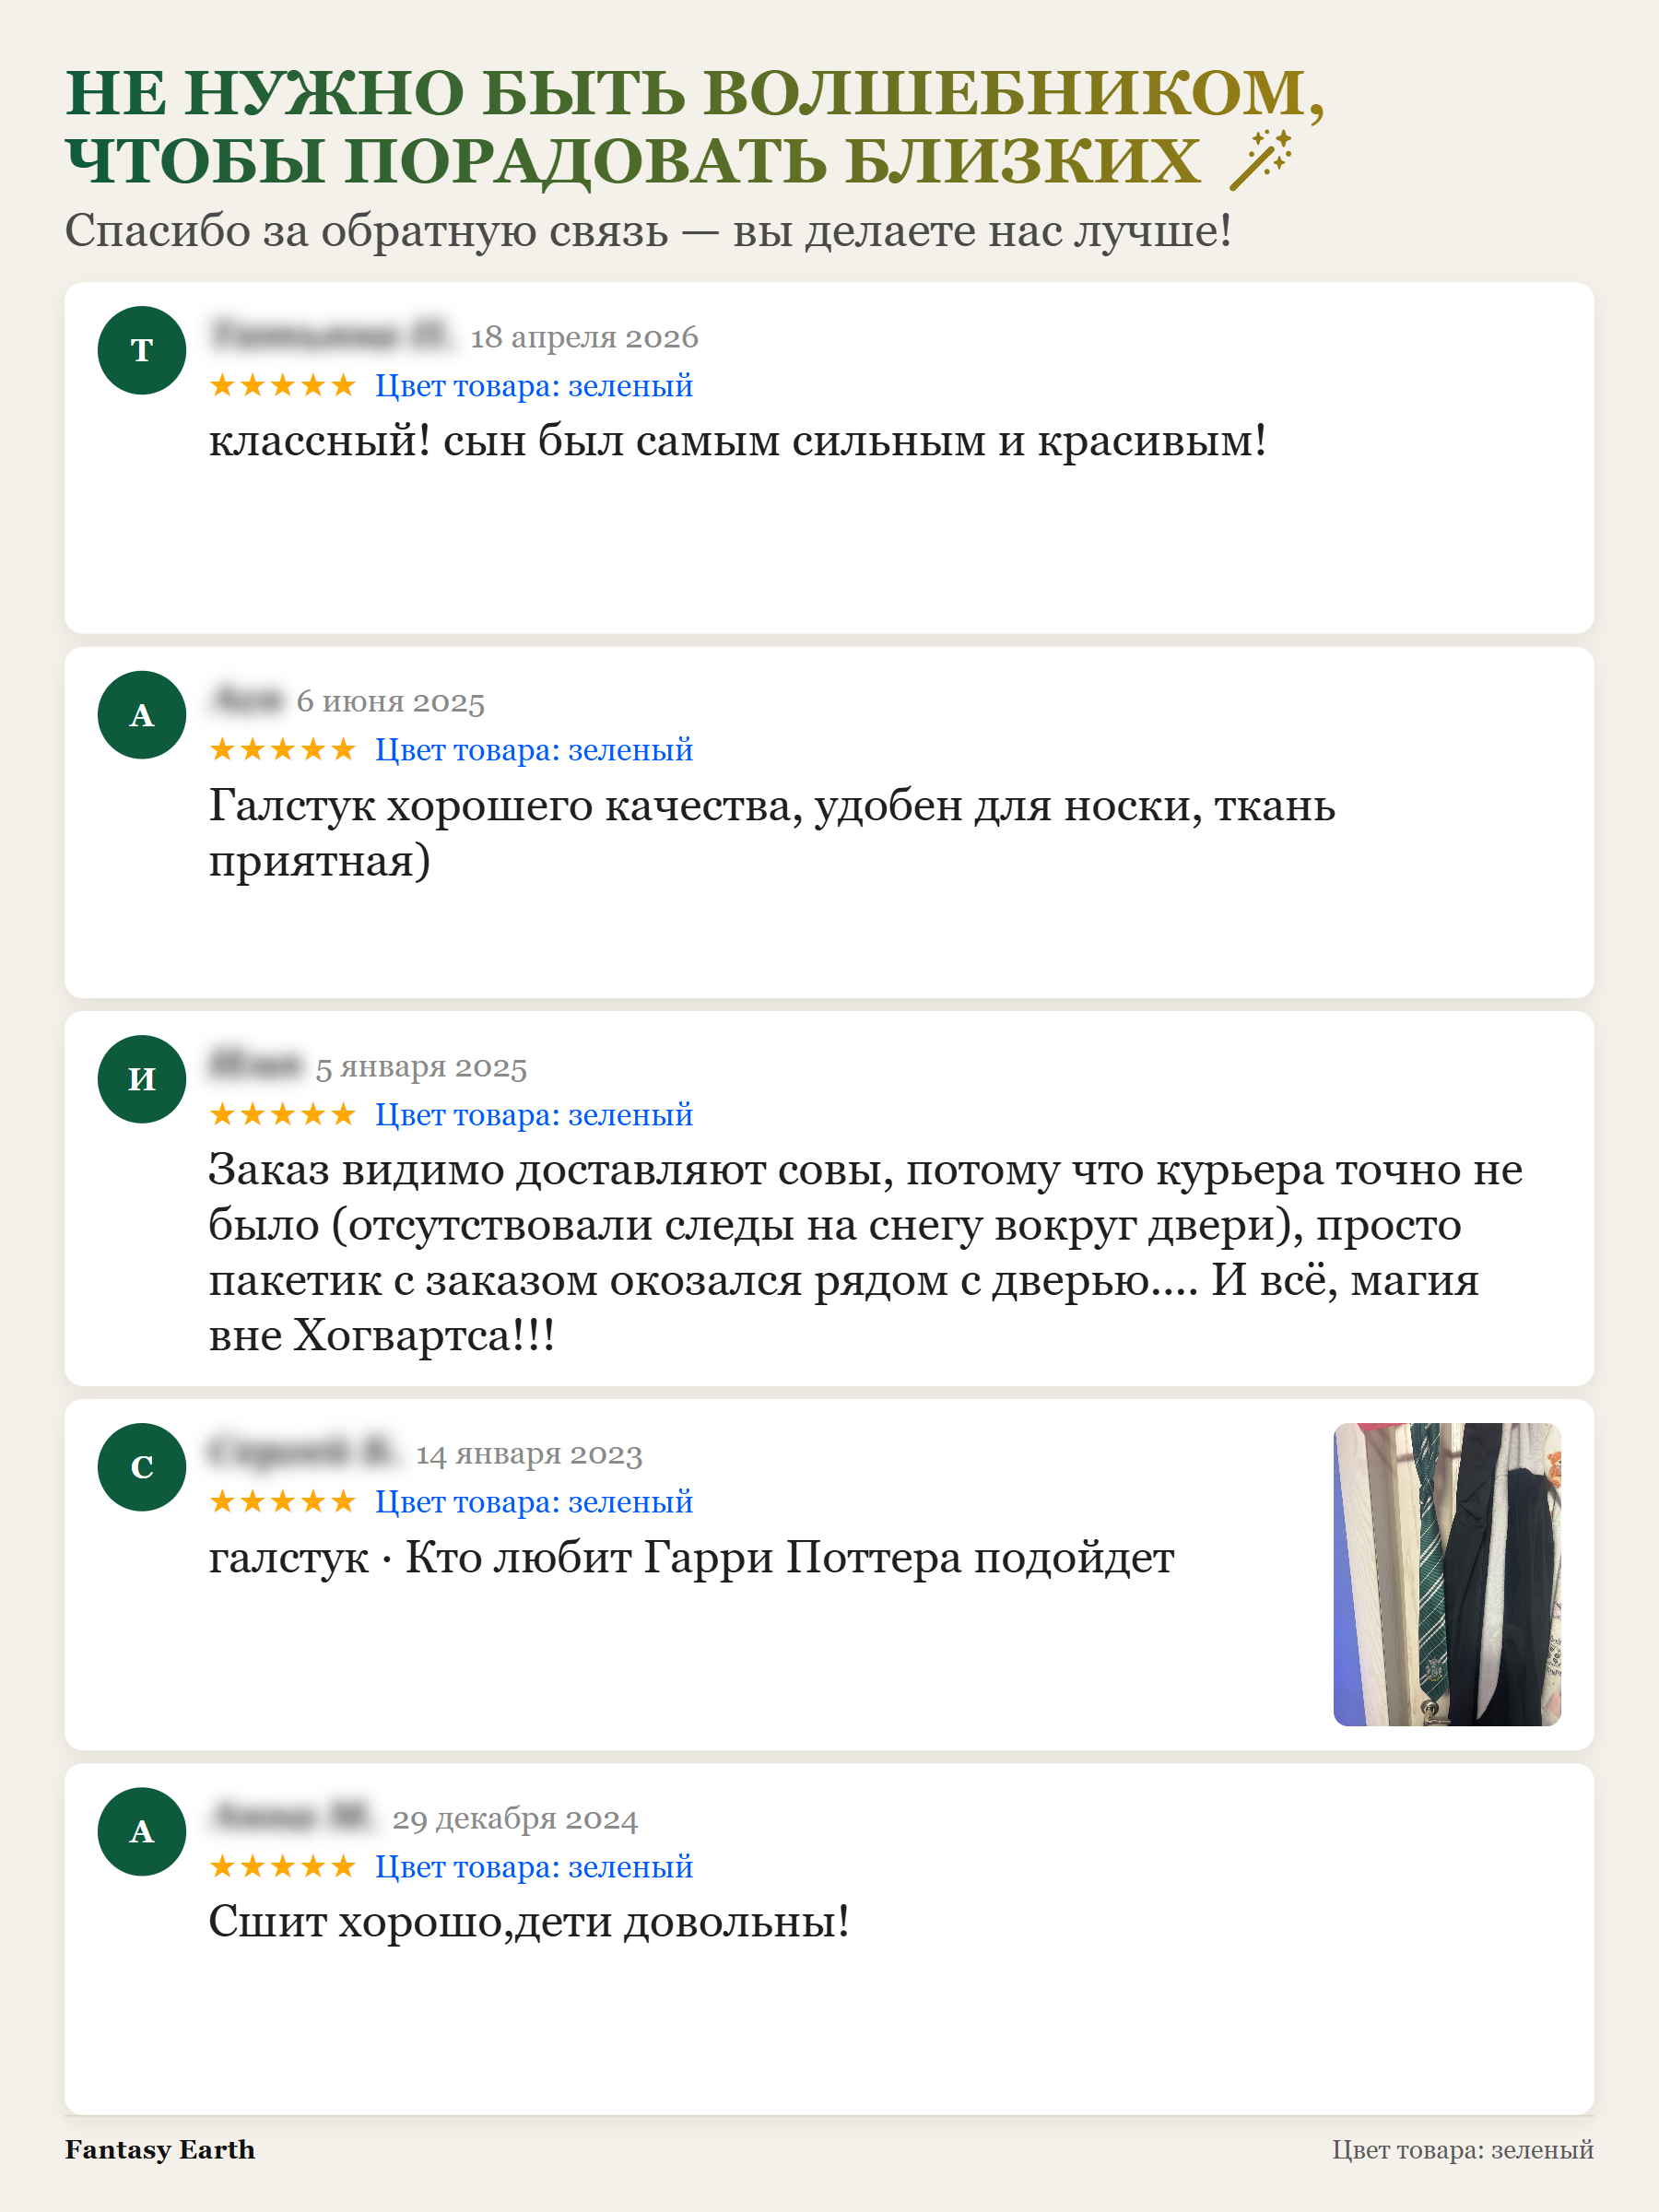 НЕ НУЖНО БЫТЬ ВОЛШЕБНИКОМ,
ЧТОБЫ ПОРАДОВАТЬ БЛИЗКИХ
Спасибо за обратную связь — вы делаете нас лучше!
Т
18 апреля 2026
★★★★★ Цвет товара: зеленый
классный! сын был самым сильным и красивым!
А
6 июня 2025
★★★★★ Цвет товара: зеленый
Галстук хорошего качества, удобен для носки, ткань
приятная)
И
5 января 2025
★★★★★ Цвет товара: зеленый
Заказ видимо доставляют совы, потому что курьера точно не
было (отсутствовали следы на снегу вокруг двери), просто
пакетик с заказом окозался рядом с дверью.... И всё, магия
вне Хогвартса!!!
С
14 января 2023
★★★★★ Цвет товара: зеленый
галстук · Кто любит Гарри Поттера подойдет
А
29 декабря 2024
★★★★★ Цвет товара: зеленый
Сшит хорошо,дети довольны!
Fantasy Earth
Цвет товара: зеленый